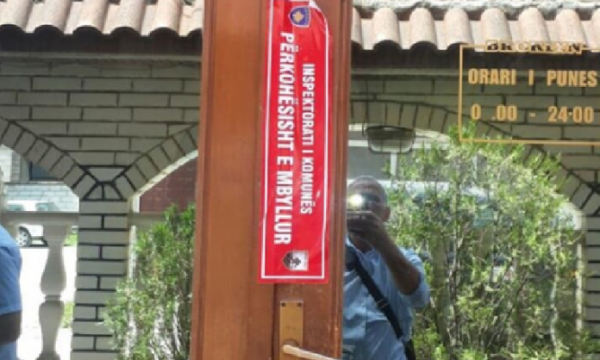 INSPEKTORATI I KOMUNËS
PËRKOHËSISHT E MBYLLUR
ORARI I PUNES
0 .00 - 24:00